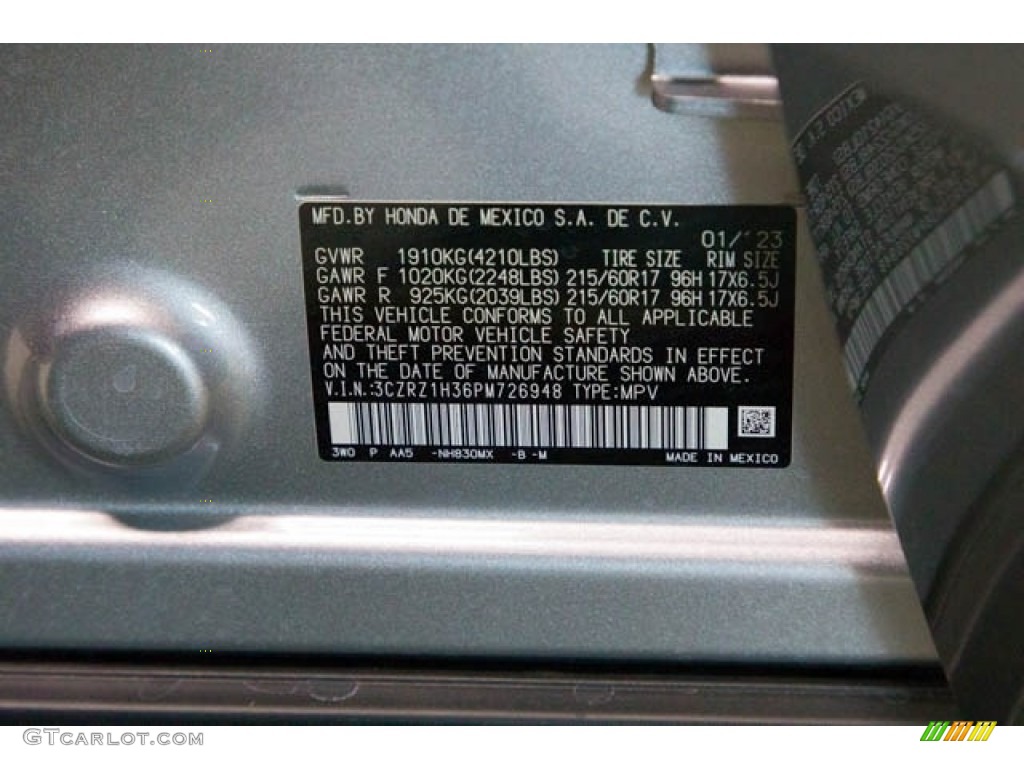 MFD.BY HONDA DE MEXICO S.A. DE C.V.
01/'23
GVWR 1910KG(4210LBS) TIRE SIZE RIM SIZE
GAWR F 1020KG(2248LBS) 215/60R17 96H 17X6.5J
GAWR R 925KG(2039LBS) 215/60R17 96H 17X6.5J
THIS VEHICLE CONFORMS TO ALL APPLICABLE
FEDERAL MOTOR VEHICLE SAFETY
AND THEFT PREVENTION STANDARDS IN EFFECT
ON THE DATE OF MANUFACTURE SHOWN ABOVE.
V.I.N.:3CZRZ1H36PM726948 TYPE:MPV
3W0 P AA5 -NH830MX -B -M MADE IN MEXICO
GTCarlot.com